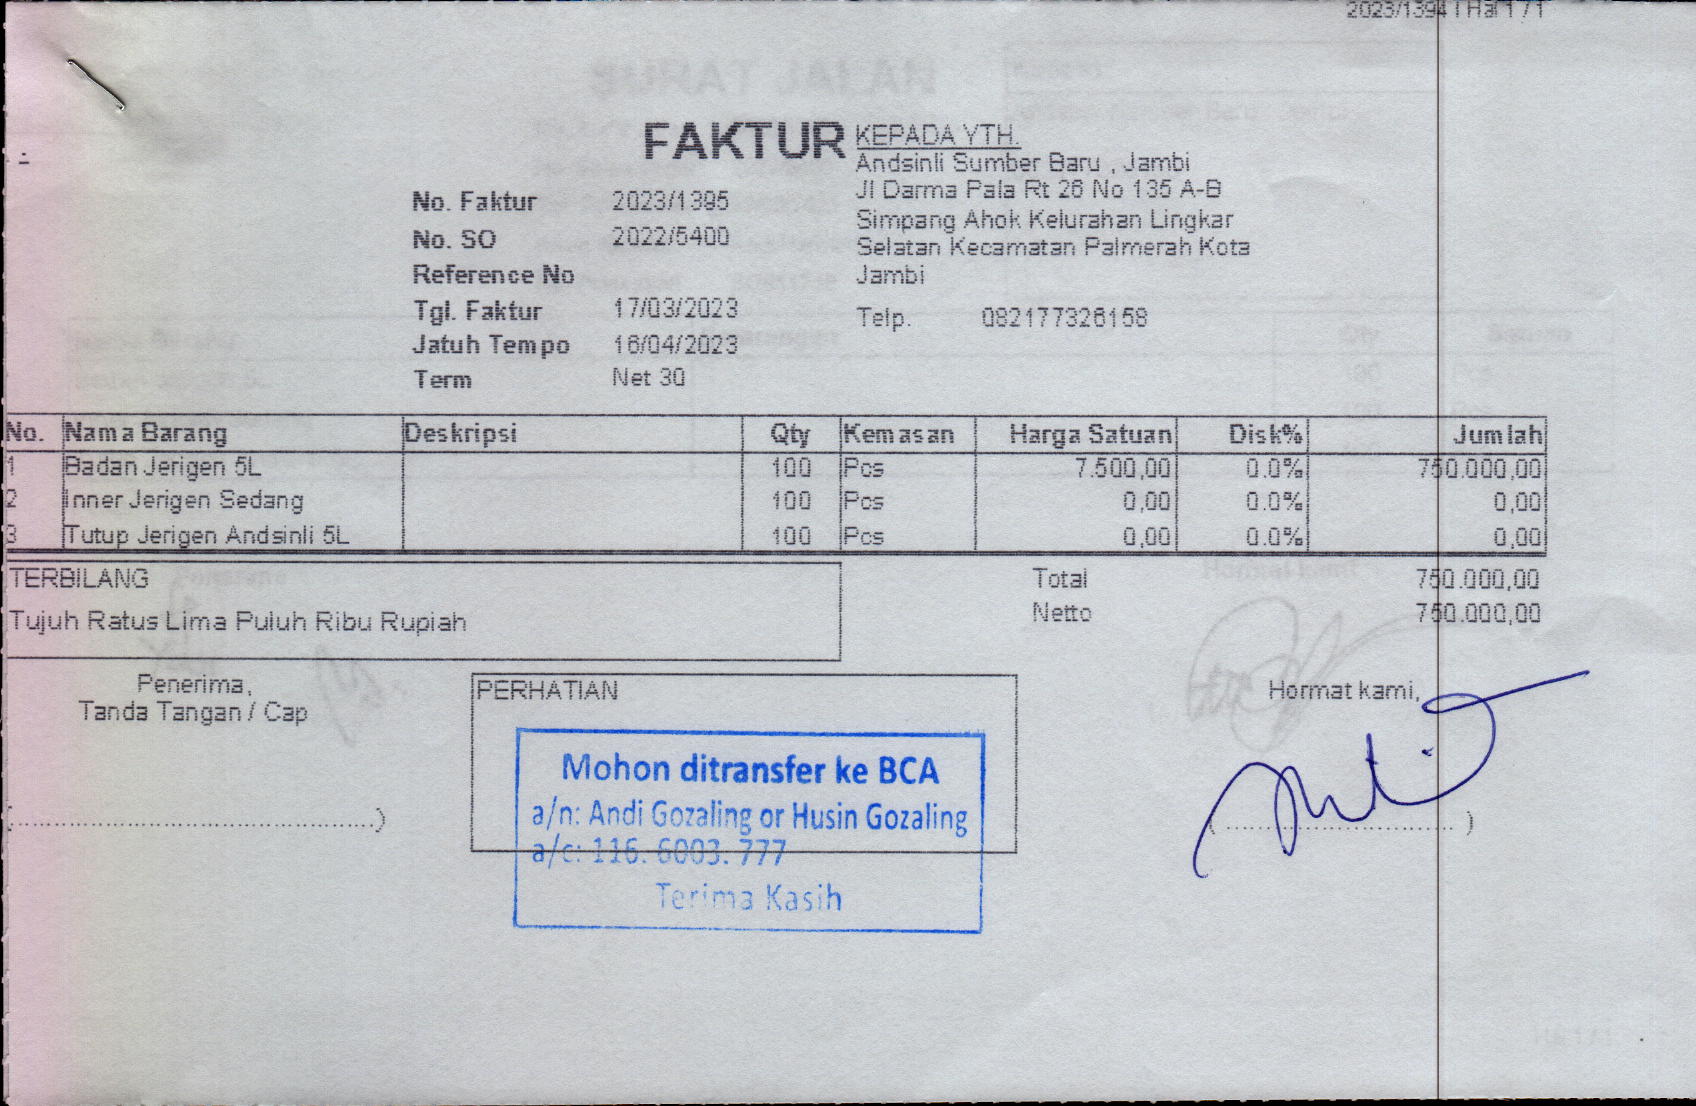 2023/1394 | Hal 1 / 1
FAKTUR
KEPADA YTH.
Andsinli Sumber Baru , Jambi
Jl Darma Pala Rt 26 No 135 A-B
Simpang Ahok Kelurahan Lingkar
Selatan Kecamatan Palmerah Kota
Jambi
Telp. 082177326158
No. Faktur 2023/1395
No. SO 2022/5400
Reference No
Tgl. Faktur 17/03/2023
Jatuh Tempo 16/04/2023
Term Net 30
No. Nama Barang Deskripsi Qty Kemasan Harga Satuan Disk% Jumlah
1 Badan Jerigen 5L 100 Pcs 7.500,00 0.0% 750.000,00
2 Inner Jerigen Sedang 100 Pcs 0,00 0.0% 0,00
3 Tutup Jerigen Andsinli 5L 100 Pcs 0,00 0.0% 0,00
TERBILANG
Tujuh Ratus Lima Puluh Ribu Rupiah
Total 750.000,00
Netto 750.000,00
Penerima,
Tanda Tangan / Cap
PERHATIAN
Mohon ditransfer ke BCA
a/n: Andi Gozaling or Husin Gozaling
a/c: 116. 6003. 777
Terima Kasih
Hormat kami,